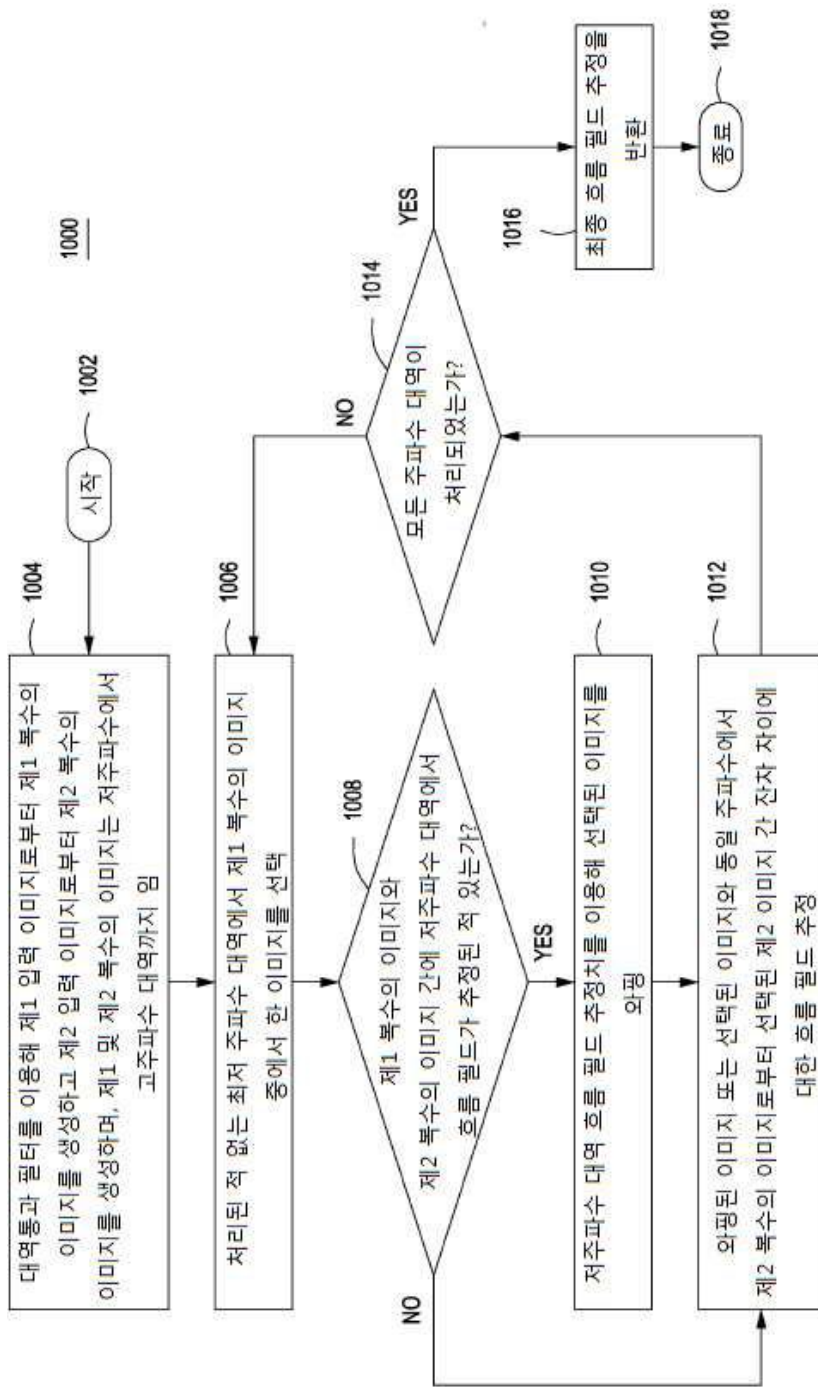 1000
시작
1002
1004
대역통과 필터를 이용해 제1 입력 이미지로부터 제1 복수의
이미지를 생성하고 제2 입력 이미지로부터 제2 복수의
이미지를 생성하며, 제1 및 제2 복수의 이미지는 저주파수에서
고주파수 대역까지 임
1006
처리된 적 없는 최저 주파수 대역에서 제1 복수의 이미지
중에서 한 이미지를 선택
1008
제1 복수의 이미지와
제2 복수의 이미지 간에 저주파수 대역에서
흐름 필드가 추정된 적 있는가?
YES
NO
1010
저주파수 대역 흐름 필드 추정치를 이용해 선택된 이미지를
와핑
1012
와핑된 이미지 또는 선택된 이미지와 동일 주파수에서
제2 복수의 이미지로부터 선택된 제2 이미지 간 잔차 차이에
대한 흐름 필드 추정
1014
모든 주파수 대역이
처리되었는가?
NO
YES
1016
최종 흐름 필드 추정을
반환
종료
1018